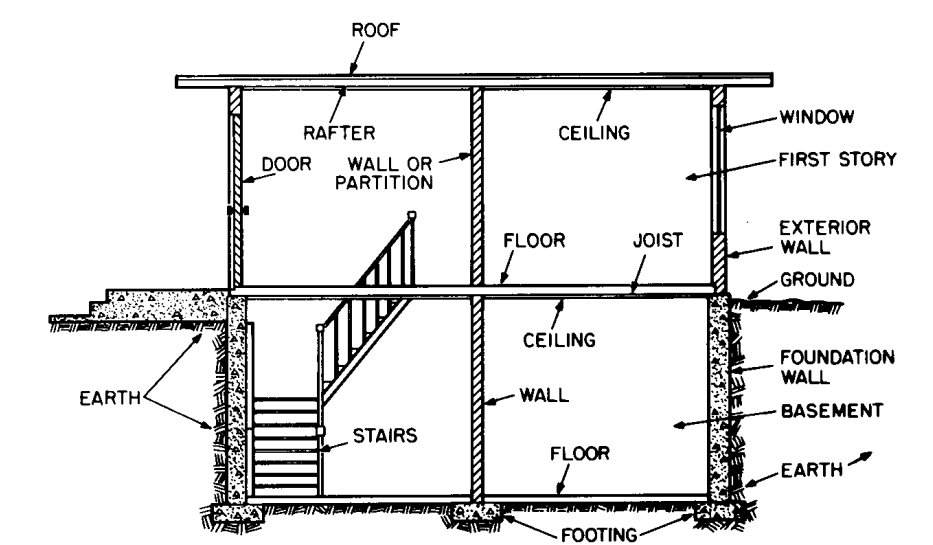 ROOF
RAFTER
CEILING
WINDOW
DOOR
WALL OR
PARTITION
FIRST STORY
FLOOR
JOIST
EXTERIOR
WALL
GROUND
CEILING
FOUNDATION
WALL
EARTH
WALL
BASEMENT
STAIRS
FLOOR
EARTH
FOOTING